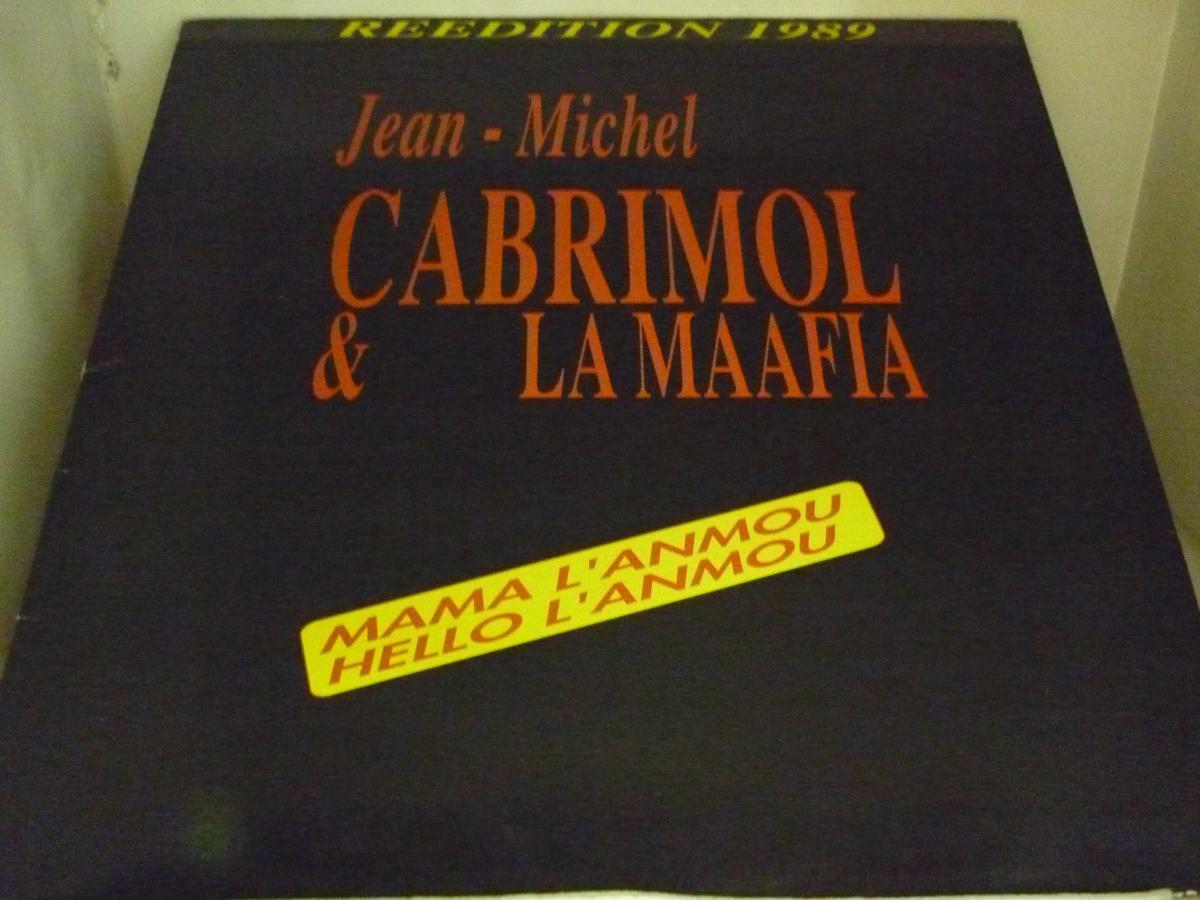 REEDITION 1989
Jean - Michel
CABRIMOL
& LA MAAFIA
MAMA L'ANMOU
HELLO L'ANMOU